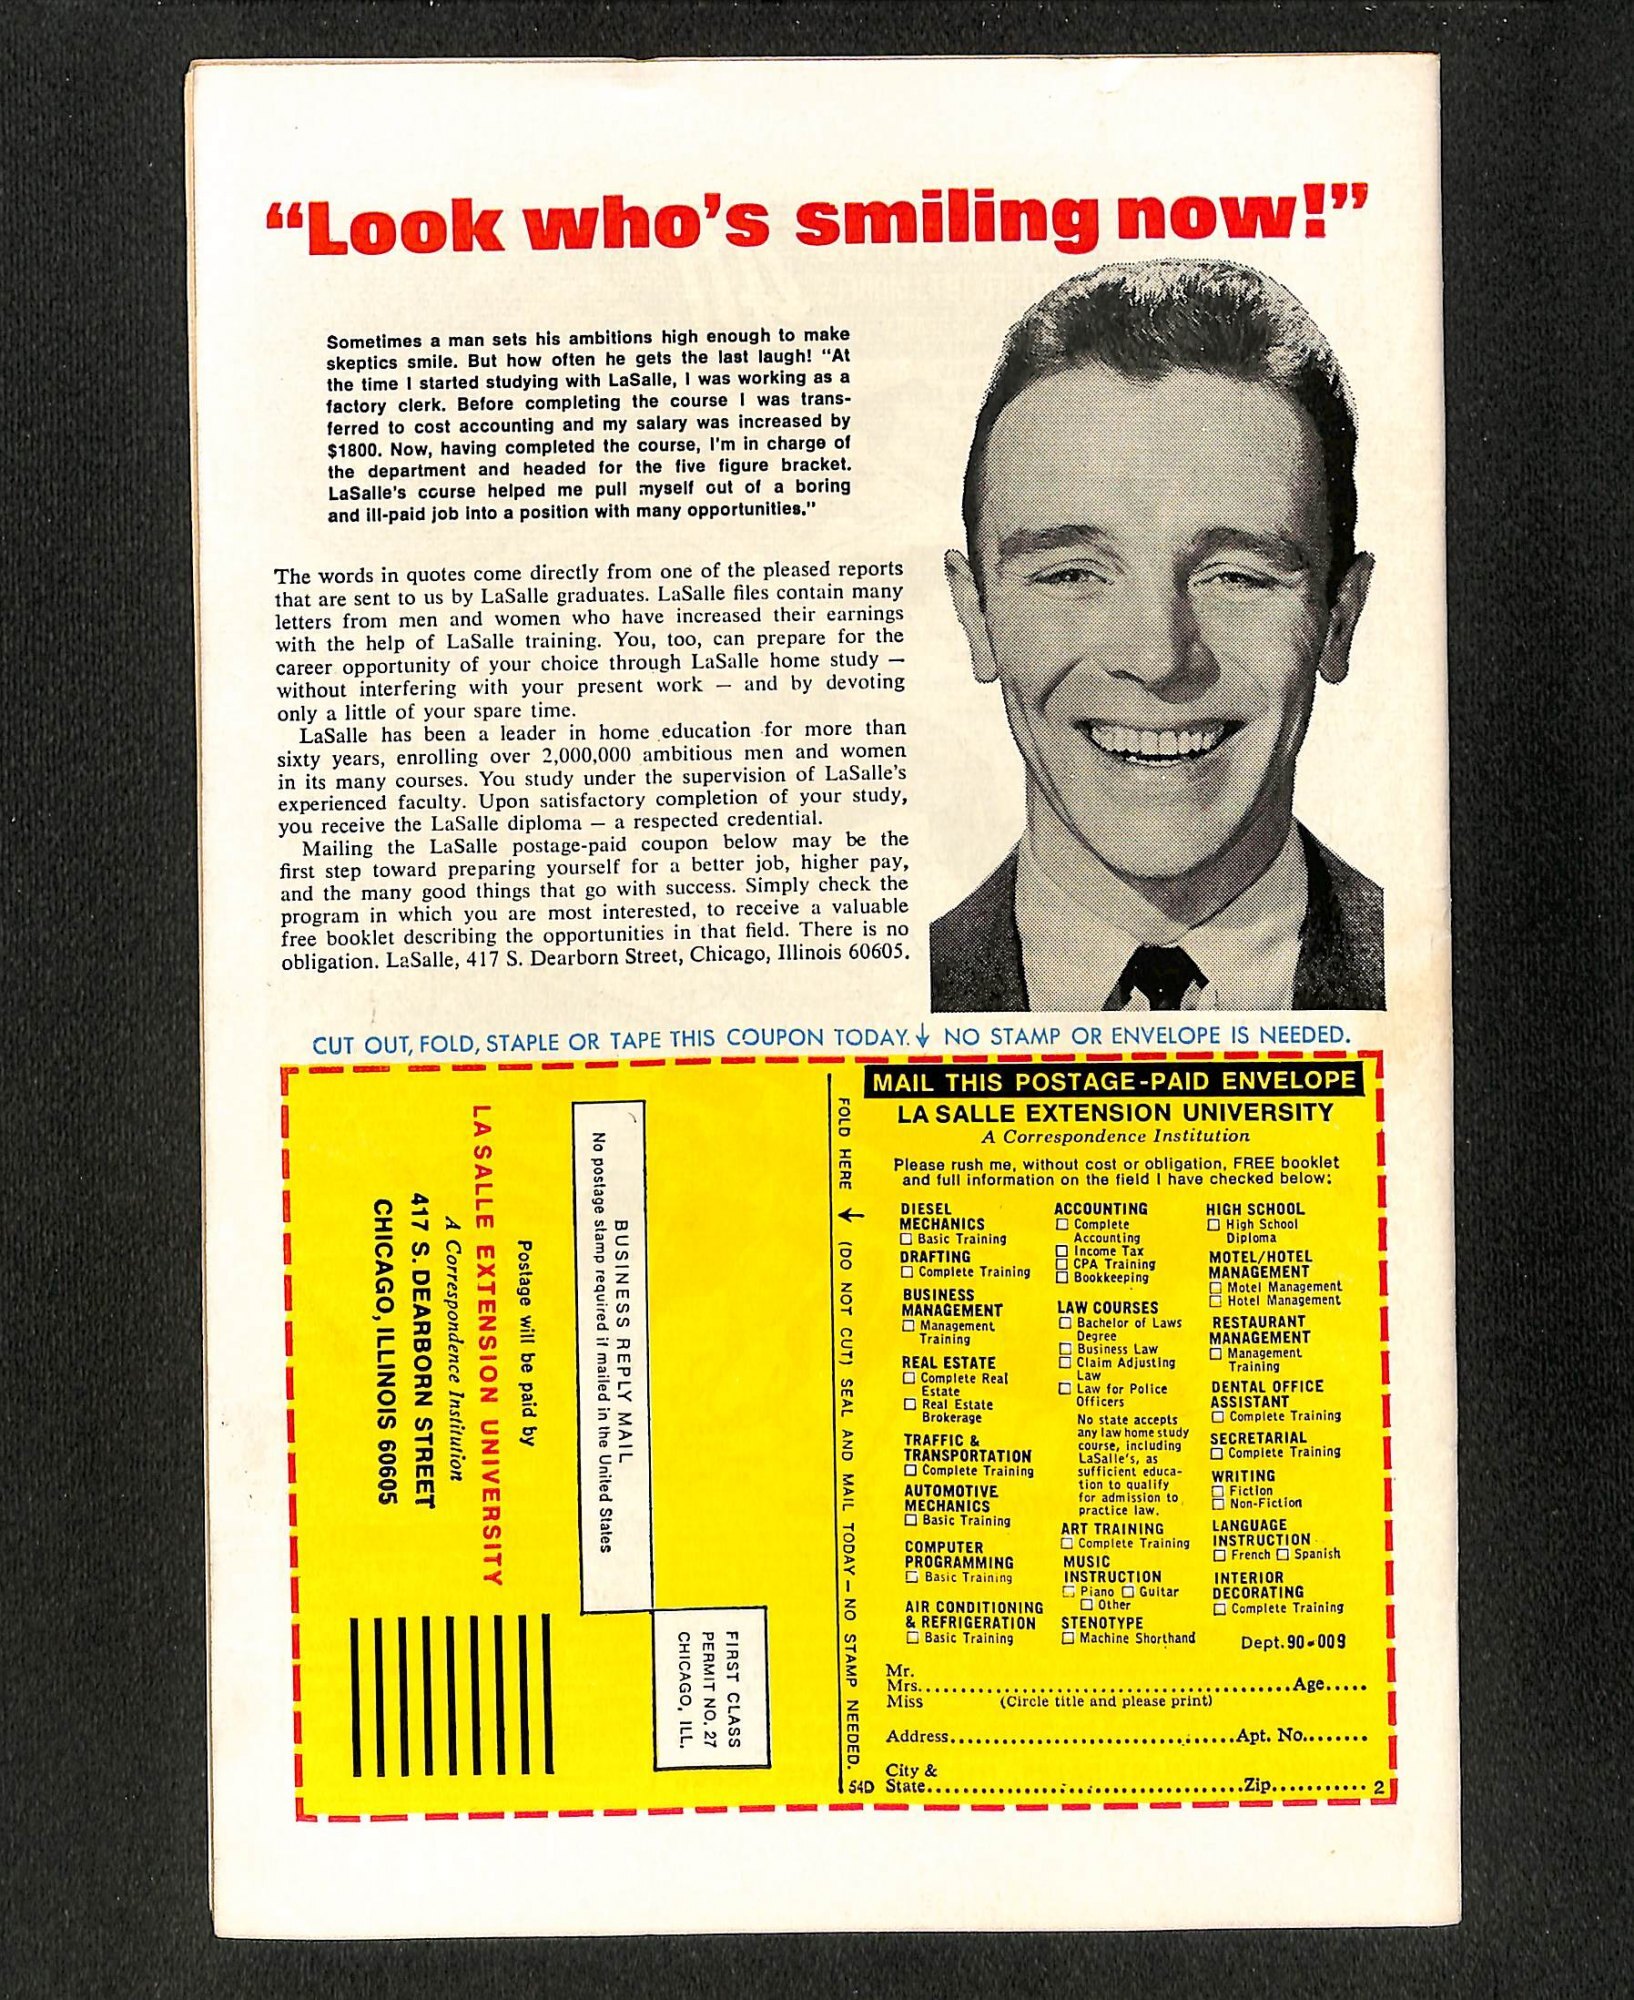 “Look who’s smiling now!”
Sometimes a man sets his ambitions high enough to make
skeptics smile. But how often he gets the last laugh! “At
the time I started studying with LaSalle, I was working as a
factory clerk. Before completing the course I was trans-
ferred to cost accounting and my salary was increased by
$1800. Now, having completed the course, I'm in charge of
the department and headed for the five figure bracket.
LaSalle's course helped me pull myself out of a boring
and ill-paid job into a position with many opportunities.”
The words in quotes come directly from one of the pleased reports
that are sent to us by LaSalle graduates. LaSalle files contain many
letters from men and women who have increased their earnings
with the help of LaSalle training. You, too, can prepare for the
career opportunity of your choice through LaSalle home study —
without interfering with your present work — and by devoting
only a little of your spare time.
LaSalle has been a leader in home education for more than
sixty years, enrolling over 2,000,000 ambitious men and women
in its many courses. You study under the supervision of LaSalle's
experienced faculty. Upon satisfactory completion of your study,
you receive the LaSalle diploma — a respected credential.
Mailing the LaSalle postage-paid coupon below may be the
first step toward preparing yourself for a better job, higher pay,
and the many good things that go with success. Simply check the
program in which you are most interested, to receive a valuable
free booklet describing the opportunities in that field. There is no
obligation. LaSalle, 417 S. Dearborn Street, Chicago, Illinois 60605.
CUT OUT, FOLD, STAPLE OR TAPE THIS COUPON TODAY.↓ NO STAMP OR ENVELOPE IS NEEDED.
BUSINESS REPLY MAIL
No postage stamp required if mailed in the United States
FIRST CLASS
PERMIT NO. 27
CHICAGO, ILL.
Postage will be paid by
LA SALLE EXTENSION UNIVERSITY
A Correspondence Institution
417 S. DEARBORN STREET
CHICAGO, ILLINOIS 60605
FOLD HERE ↓ (DO NOT CUT) SEAL AND MAIL TODAY—NO STAMP NEEDED.
54D
MAIL THIS POSTAGE-PAID ENVELOPE
LA SALLE EXTENSION UNIVERSITY
A Correspondence Institution
Please rush me, without cost or obligation, FREE booklet
and full information on the field I have checked below:
DIESEL
MECHANICS
☐ Basic Training
DRAFTING
☐ Complete Training
BUSINESS
MANAGEMENT
☐ Management
Training
REAL ESTATE
☐ Complete Real
Estate
☐ Real Estate
Brokerage
TRAFFIC &
TRANSPORTATION
☐ Complete Training
AUTOMOTIVE
MECHANICS
☐ Basic Training
COMPUTER
PROGRAMMING
☐ Basic Training
AIR CONDITIONING
& REFRIGERATION
☐ Basic Training
ACCOUNTING
☐ Complete
Accounting
☐ Income Tax
☐ CPA Training
☐ Bookkeeping
LAW COURSES
☐ Bachelor of Laws
Degree
☐ Business Law
☐ Claim Adjusting
Law
☐ Law for Police
Officers
No state accepts
any law home study
course, including
LaSalle's, as
sufficient educa-
tion to qualify
for admission to
practice law.
ART TRAINING
☐ Complete Training
MUSIC
INSTRUCTION
☐ Piano ☐ Guitar
☐ Other
STENOTYPE
☐ Machine Shorthand
HIGH SCHOOL
☐ High School
Diploma
MOTEL/HOTEL
MANAGEMENT
☐ Motel Management
☐ Hotel Management
RESTAURANT
MANAGEMENT
☐ Management
Training
DENTAL OFFICE
ASSISTANT
☐ Complete Training
SECRETARIAL
☐ Complete Training
WRITING
☐ Fiction
☐ Non-Fiction
LANGUAGE
INSTRUCTION
☐ French ☐ Spanish
INTERIOR
DECORATING
☐ Complete Training
Dept. 90-009
Mr.
Mrs. Age
Miss (Circle title and please print)
Address Apt. No.
City &
State Zip 2